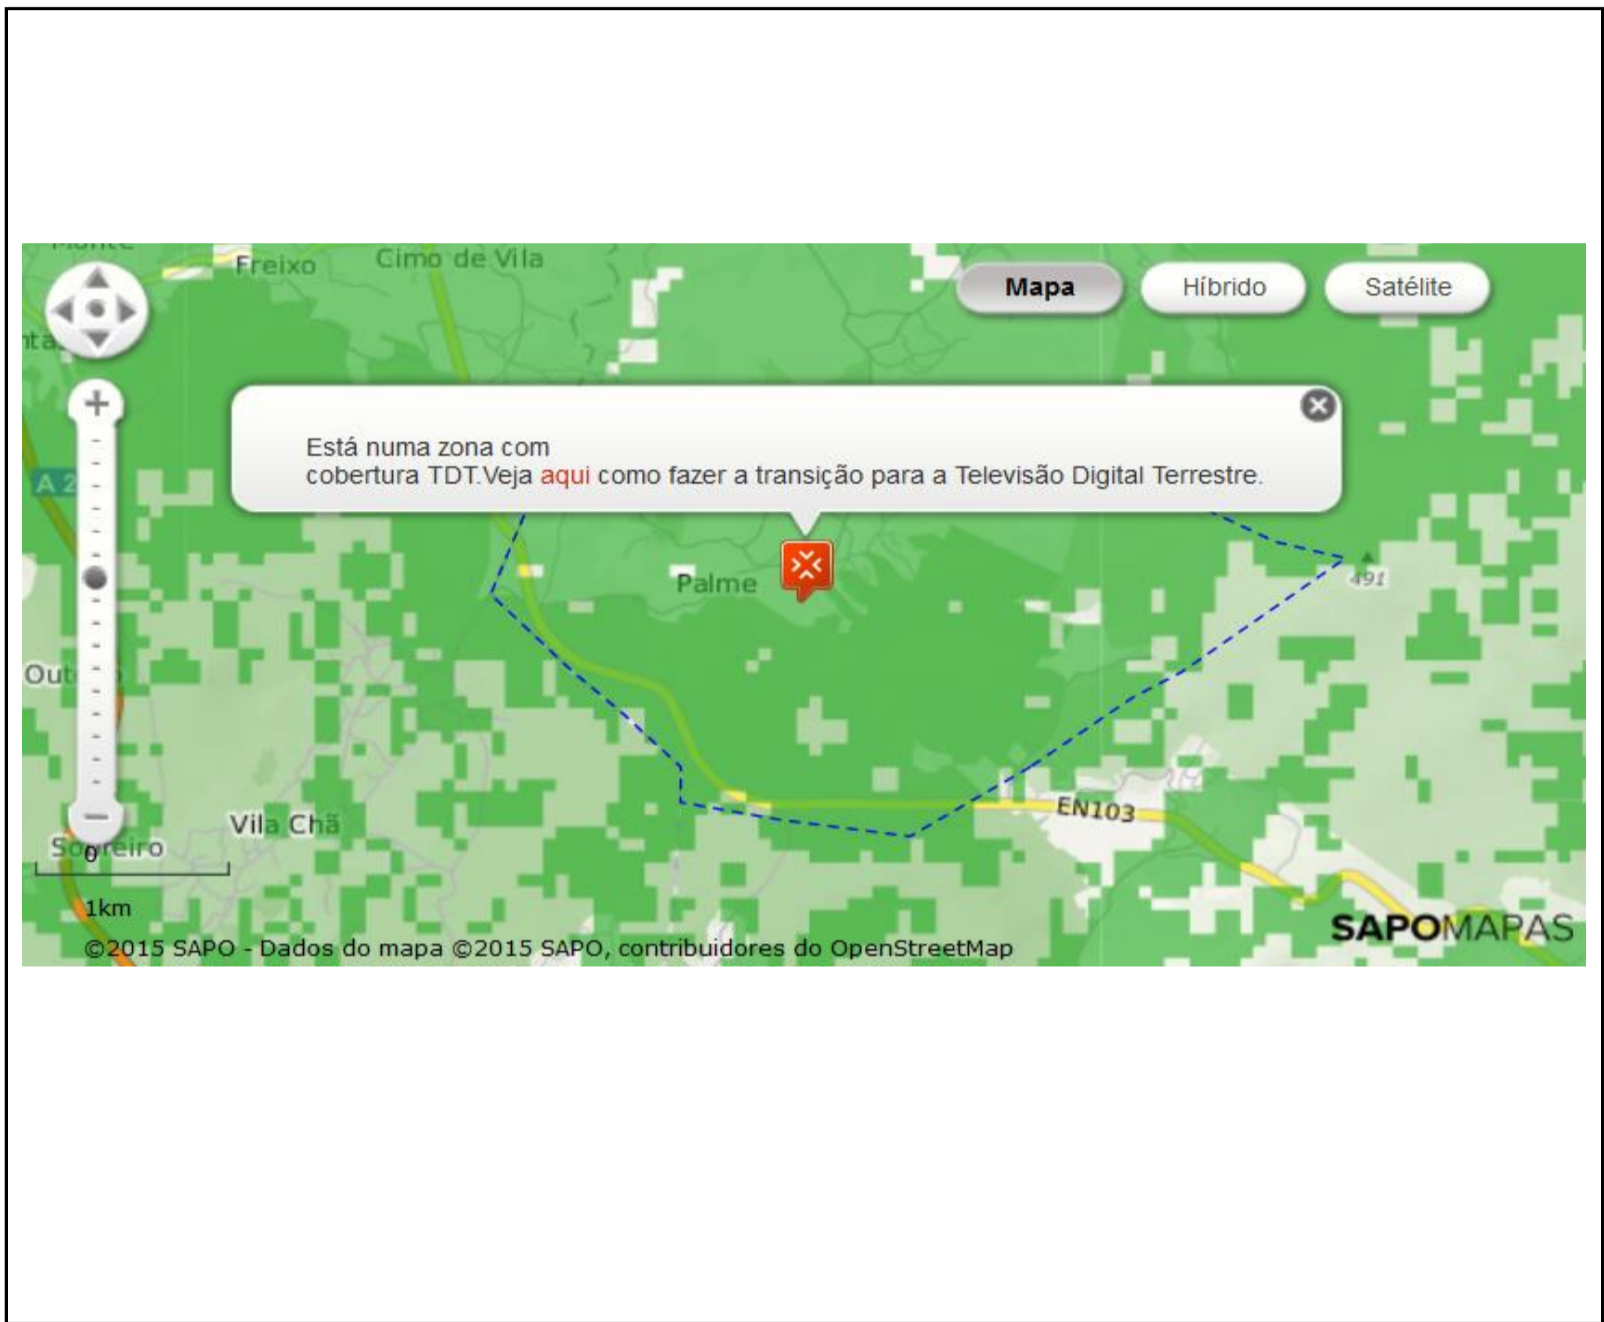 Freixo
Cimo de Vila
Mapa
Híbrido
Satélite
+
A 2
Está numa zona com
cobertura TDT.Veja aqui como fazer a transição para a Televisão Digital Terrestre.
Palme
491
Vila Chã
EN103
0
1km
SAPOMAPAS
©2015 SAPO - Dados do mapa ©2015 SAPO, contribuidores do OpenStreetMap